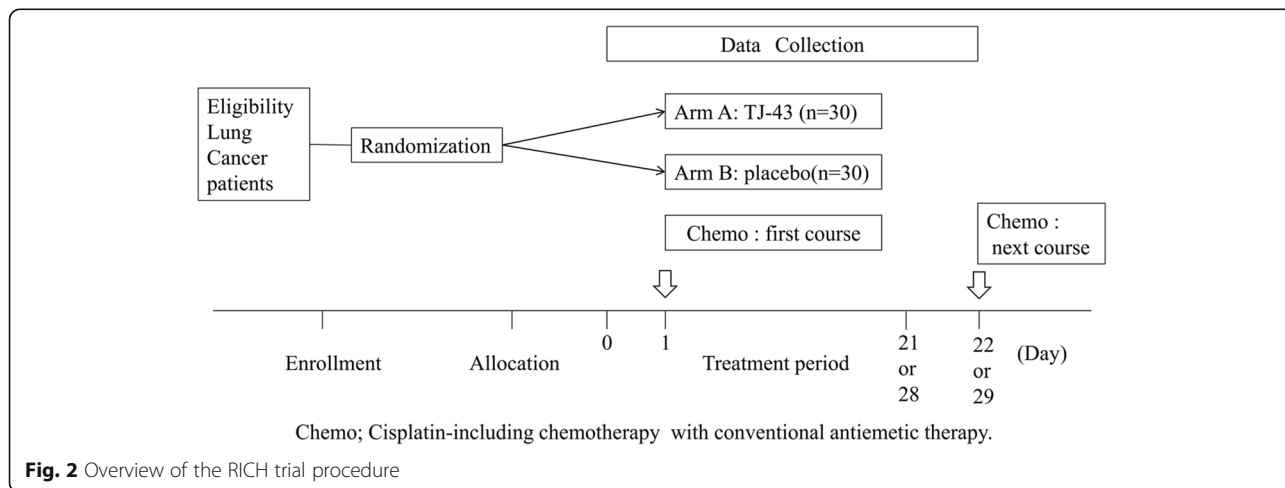 Data Collection
Eligibility
Lung
Cancer
patients
Randomization
Arm A: TJ-43 (n=30)
Arm B: placebo(n=30)
Chemo : first course
Chemo :
next course
0
1
21
or
28
22
or
29
(Day)
Enrollment
Allocation
Treatment period
Chemo; Cisplatin-including chemotherapy with conventional antiemetic therapy.
Fig. 2 Overview of the RICH trial procedure